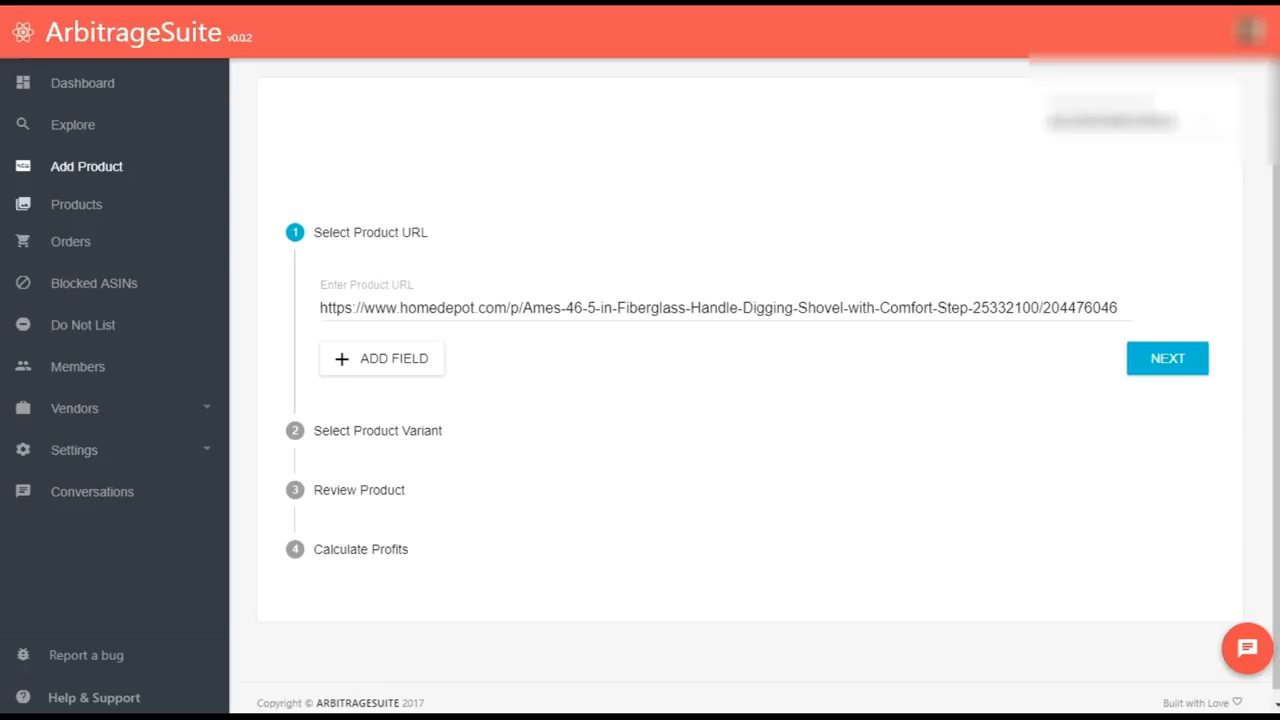 ArbitrageSuite v0.0.2
Dashboard
Explore
Add Product
Products
Orders
Blocked ASINs
Do Not List
Members
Vendors
Settings
Conversations
Report a bug
Help & Support
1 Select Product URL
Enter Product URL
https://www.homedepot.com/p/Ames-46-5-in-Fiberglass-Handle-Digging-Shovel-with-Comfort-Step-25332100/204476046
+ ADD FIELD
NEXT
2 Select Product Variant
3 Review Product
4 Calculate Profits
Copyright © ARBITRAGESUITE 2017
Built with Love ♡